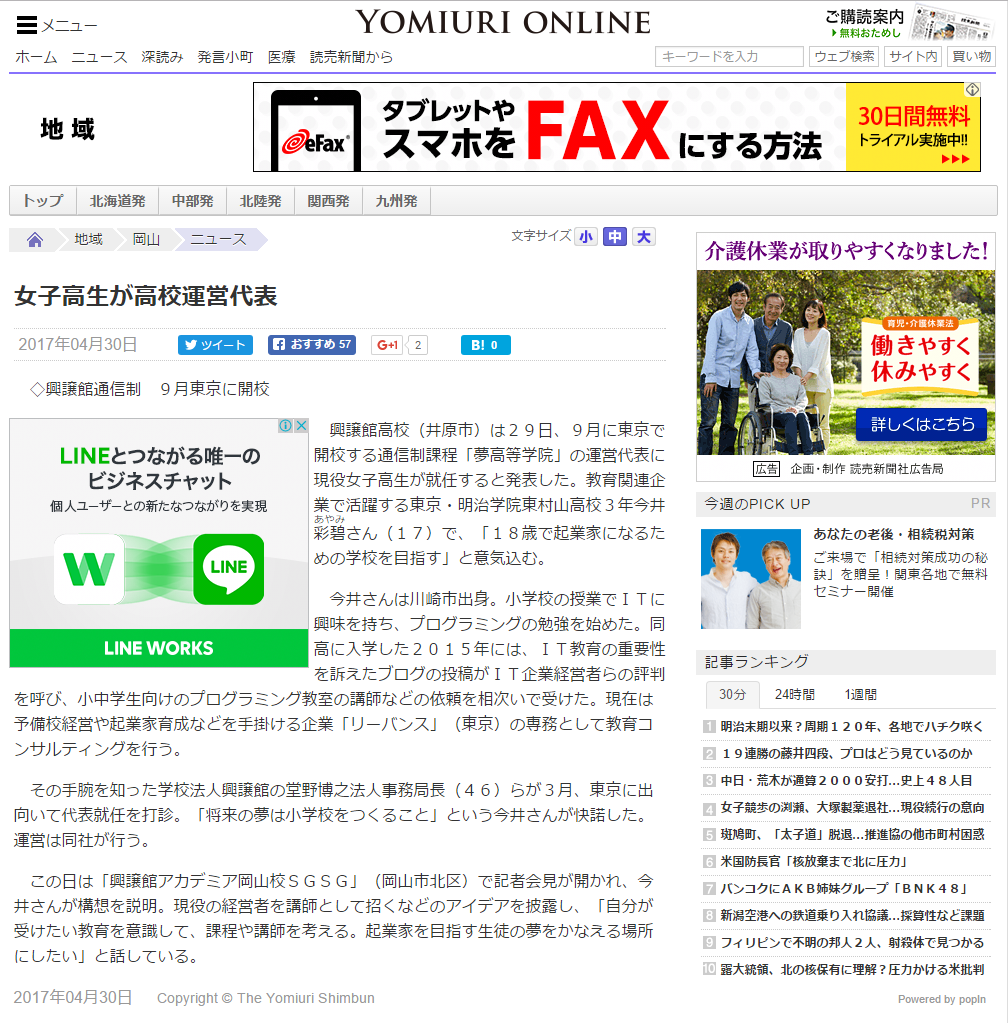 メニュー
YOMIURI ONLINE
ご購読案内
無料おためし
ホーム ニュース 深読み 発言小町 医療 読売新聞から
キーワードを入力 ウェブ検索 サイト内 買い物
地域
eFax®
タブレットや
スマホをFAXにする方法
30日間無料
トライアル実施中!!
トップ 北海道発 中部発 北陸発 関西発 九州発
地域 岡山 ニュース
文字サイズ 小 中 大
女子高生が高校運営代表
2017年04月30日
ツイート おすすめ 57 G+1 2 B! 0
◇興譲館通信制　９月東京に開校
LINEとつながる唯一の
ビジネスチャット
個人ユーザーとの新たなつながりを実現
W LINE
LINE WORKS
興譲館高校（井原市）は２９日、９月に東京で
開校する通信制課程「夢高等学院」の運営代表に
現役女子高生が就任すると発表した。教育関連企
業で活躍する東京・明治学院東村山高校３年今井
あやみ
彩碧さん（１７）で、「１８歳で起業家になるた
めの学校を目指す」と意気込む。
今井さんは川崎市出身。小学校の授業でＩＴに
興味を持ち、プログラミングの勉強を始めた。同
高に入学した２０１５年には、ＩＴ教育の重要性
を訴えたブログの投稿がＩＴ企業経営者らの評判
を呼び、小中学生向けのプログラミング教室の講師などの依頼を相次いで受けた。現在は
予備校経営や起業家育成などを手掛ける企業「リーバンス」（東京）の専務として教育コ
ンサルティングを行う。
その手腕を知った学校法人興譲館の堂野博之法人事務局長（４６）らが３月、東京に出
向いて代表就任を打診。「将来の夢は小学校をつくること」という今井さんが快諾した。
運営は同社が行う。
この日は「興譲館アカデミア岡山校ＳＧＳＧ」（岡山市北区）で記者会見が開かれ、今
井さんが構想を説明。現役の経営者を講師として招くなどのアイデアを披露し、「自分が
受けたい教育を意識して、課程や講師を考える。起業家を目指す生徒の夢をかなえる場所
にしたい」と話している。
2017年04月30日 Copyright © The Yomiuri Shimbun
介護休業が取りやすくなりました!
育児・介護休業法
働きやすく
休みやすく
詳しくはこちら
広告 企画・制作 読売新聞社広告局
今週のPICK UP PR
あなたの老後・相続税対策
ご来場で「相続対策成功の秘
訣」を贈呈！関東各地で無料
セミナー開催
記事ランキング
30分 24時間 1週間
1 明治末期以来？周期１２０年、各地でハチク咲く
2 １９連勝の藤井四段、プロはどう見ているのか
3 中日・荒木が通算２０００安打…史上４８人目
4 女子競歩の渕瀬、大塚製薬退社…現役続行の意向
5 斑鳩町、「太子道」脱退…推進協の他市町村困惑
6 米国防長官「核放棄まで北に圧力」
7 バンコクにＡＫＢ姉妹グループ「ＢＮＫ４８」
8 新潟空港への鉄道乗り入れ協議…採算性など課題
9 フィリピンで不明の邦人２人、射殺体で見つかる
10 露大統領、北の核保有に理解？圧力かける米批判
Powered by popIn